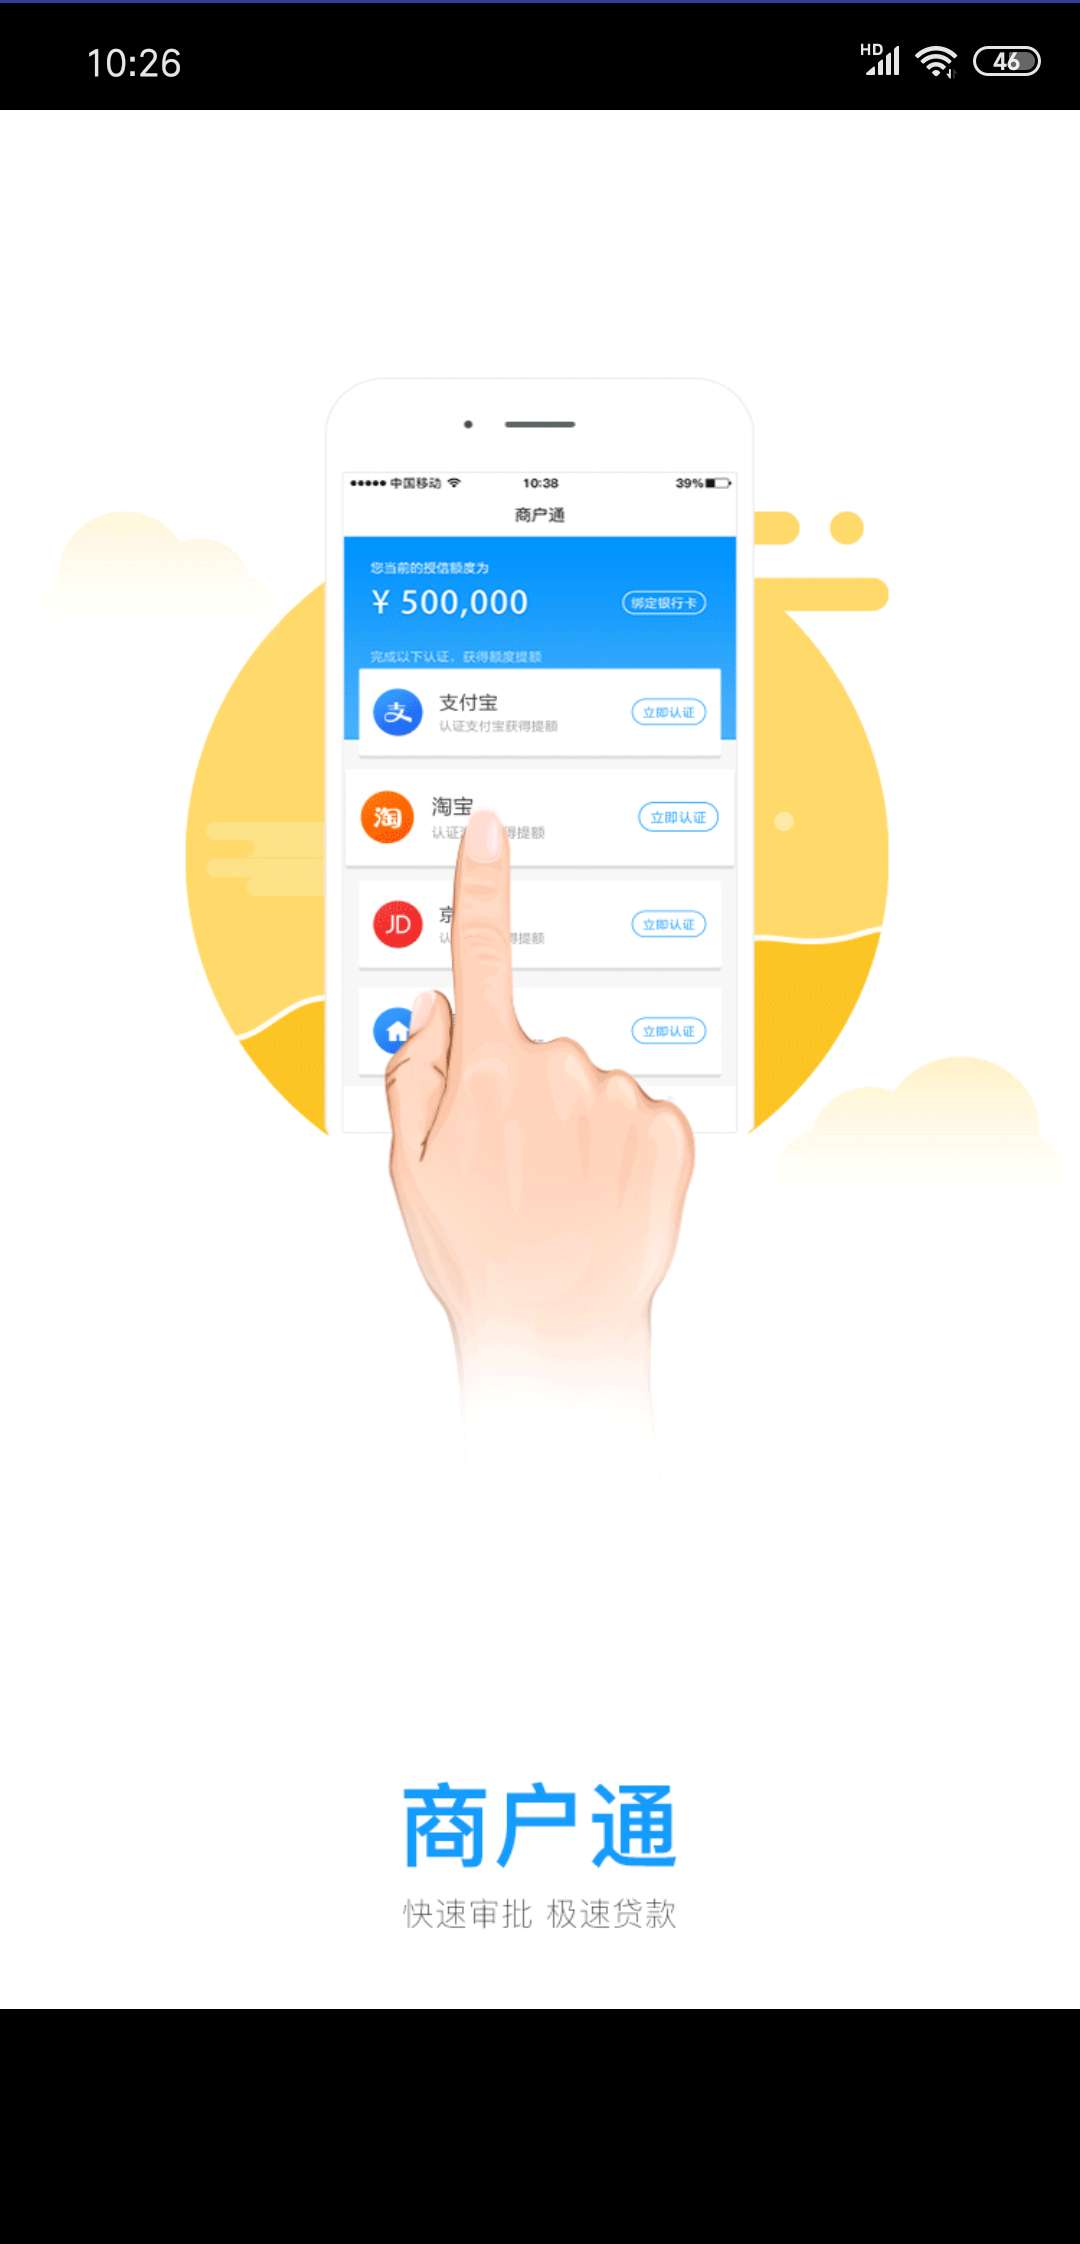 10:26
HD
46
中国移动
10:38
39%
商户通
您当前的授信额度为
¥ 500,000
绑定银行卡
完成以下认证，获得额度提额
支
支付宝
认证支付宝获得提额
立即认证
淘
淘宝
认证
得提额
立即认证
JD
京
认
得提额
立即认证
立即认证
商户通
快速审批 极速贷款